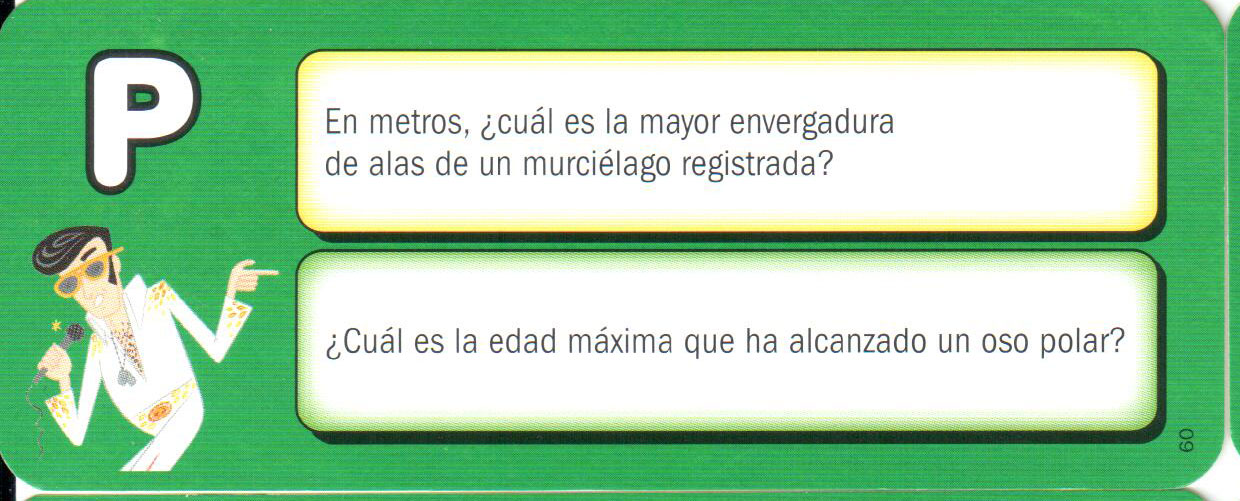 P
En metros, ¿cuál es la mayor envergadura
de alas de un murciélago registrada?
¿Cuál es la edad máxima que ha alcanzado un oso polar?
60